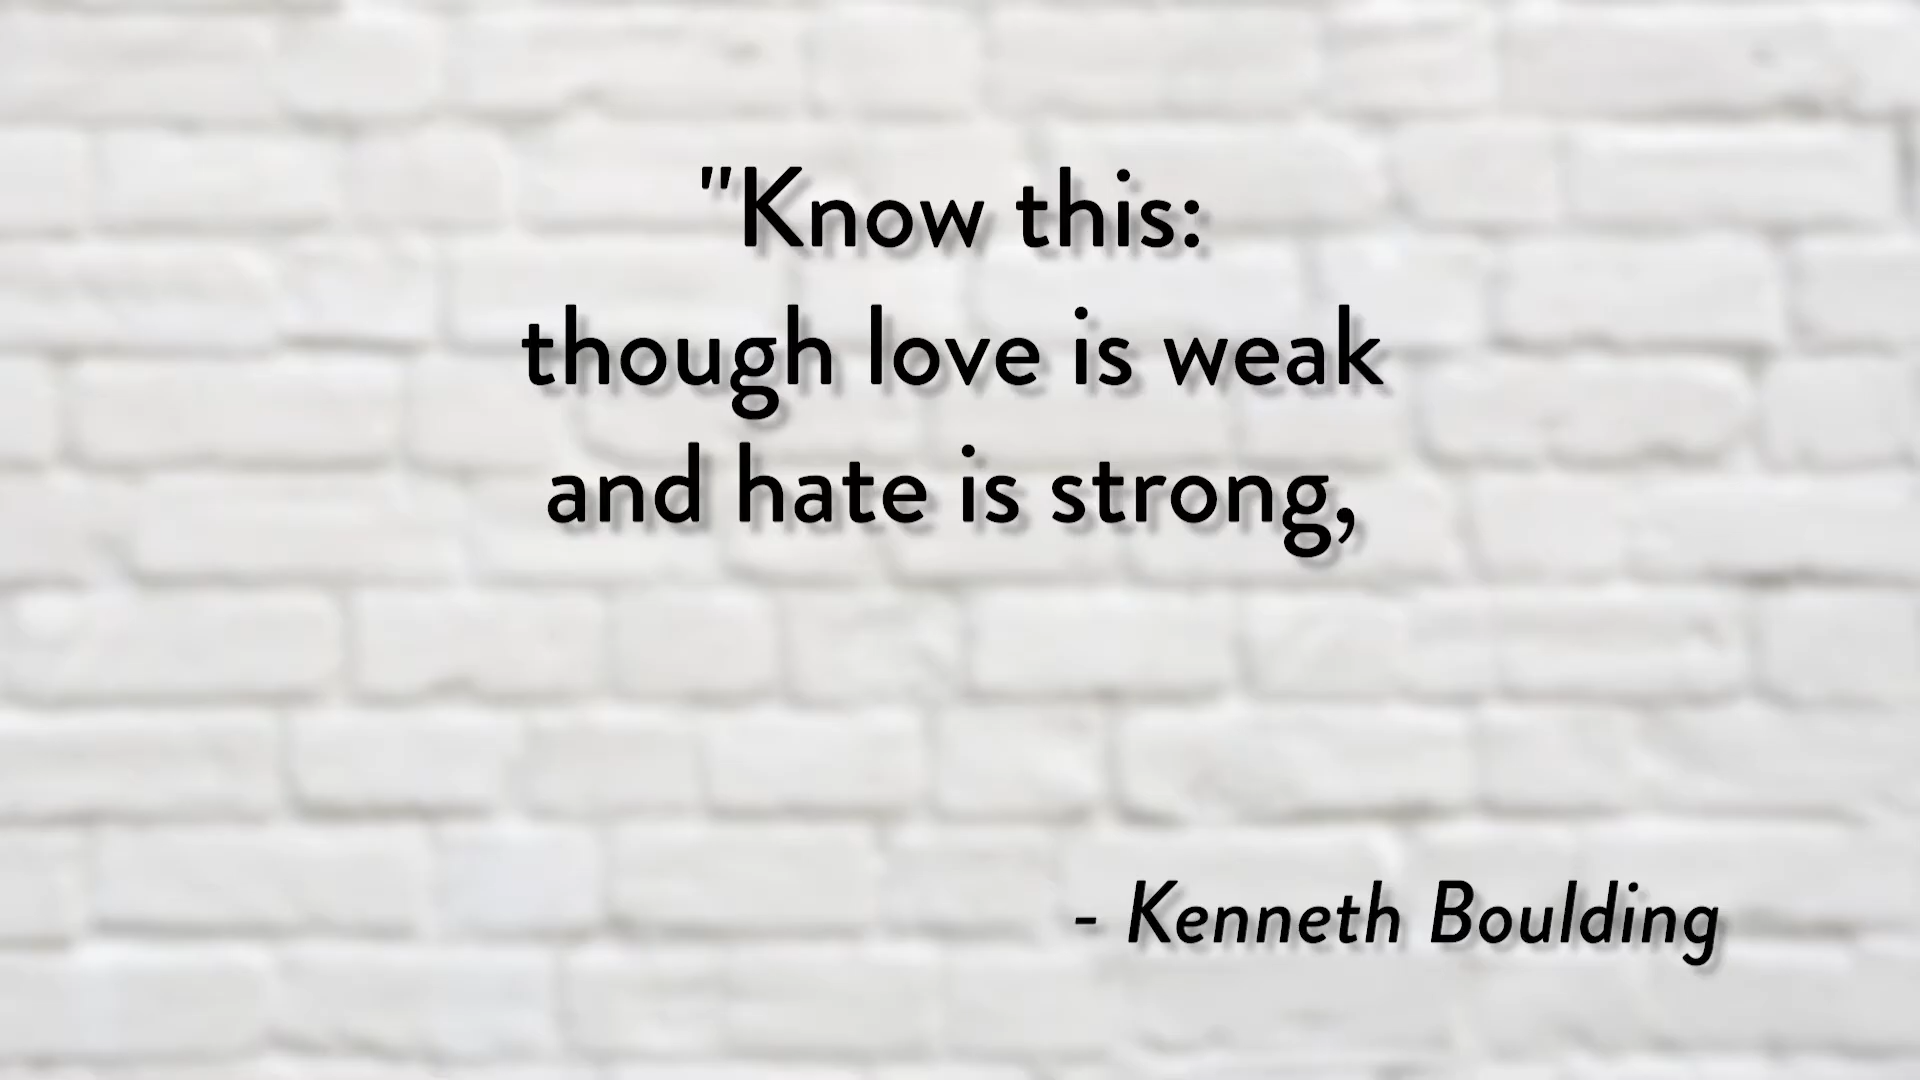 "Know this:
though love is weak
and hate is strong,
- Kenneth Boulding